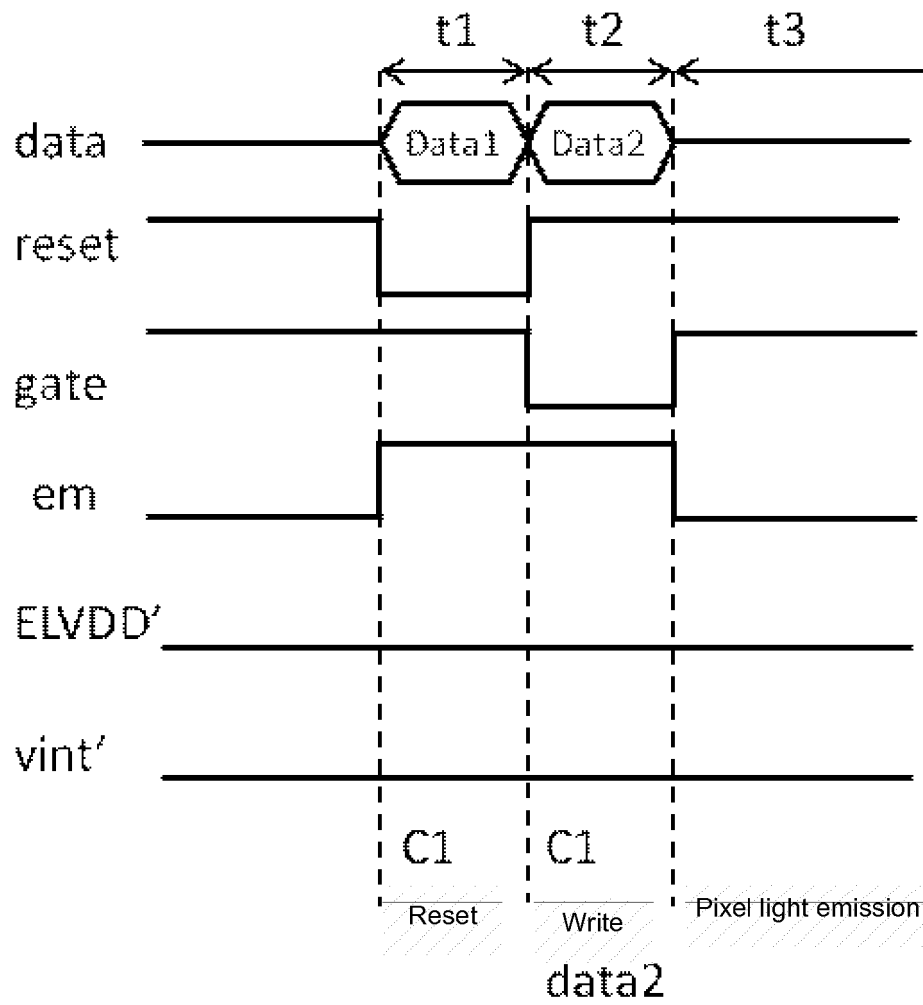 t1 t2 t3
data Data1 Data2
reset
gate
em
ELVDD′
vint′
C1 C1
Reset Write Pixel light emission
data2